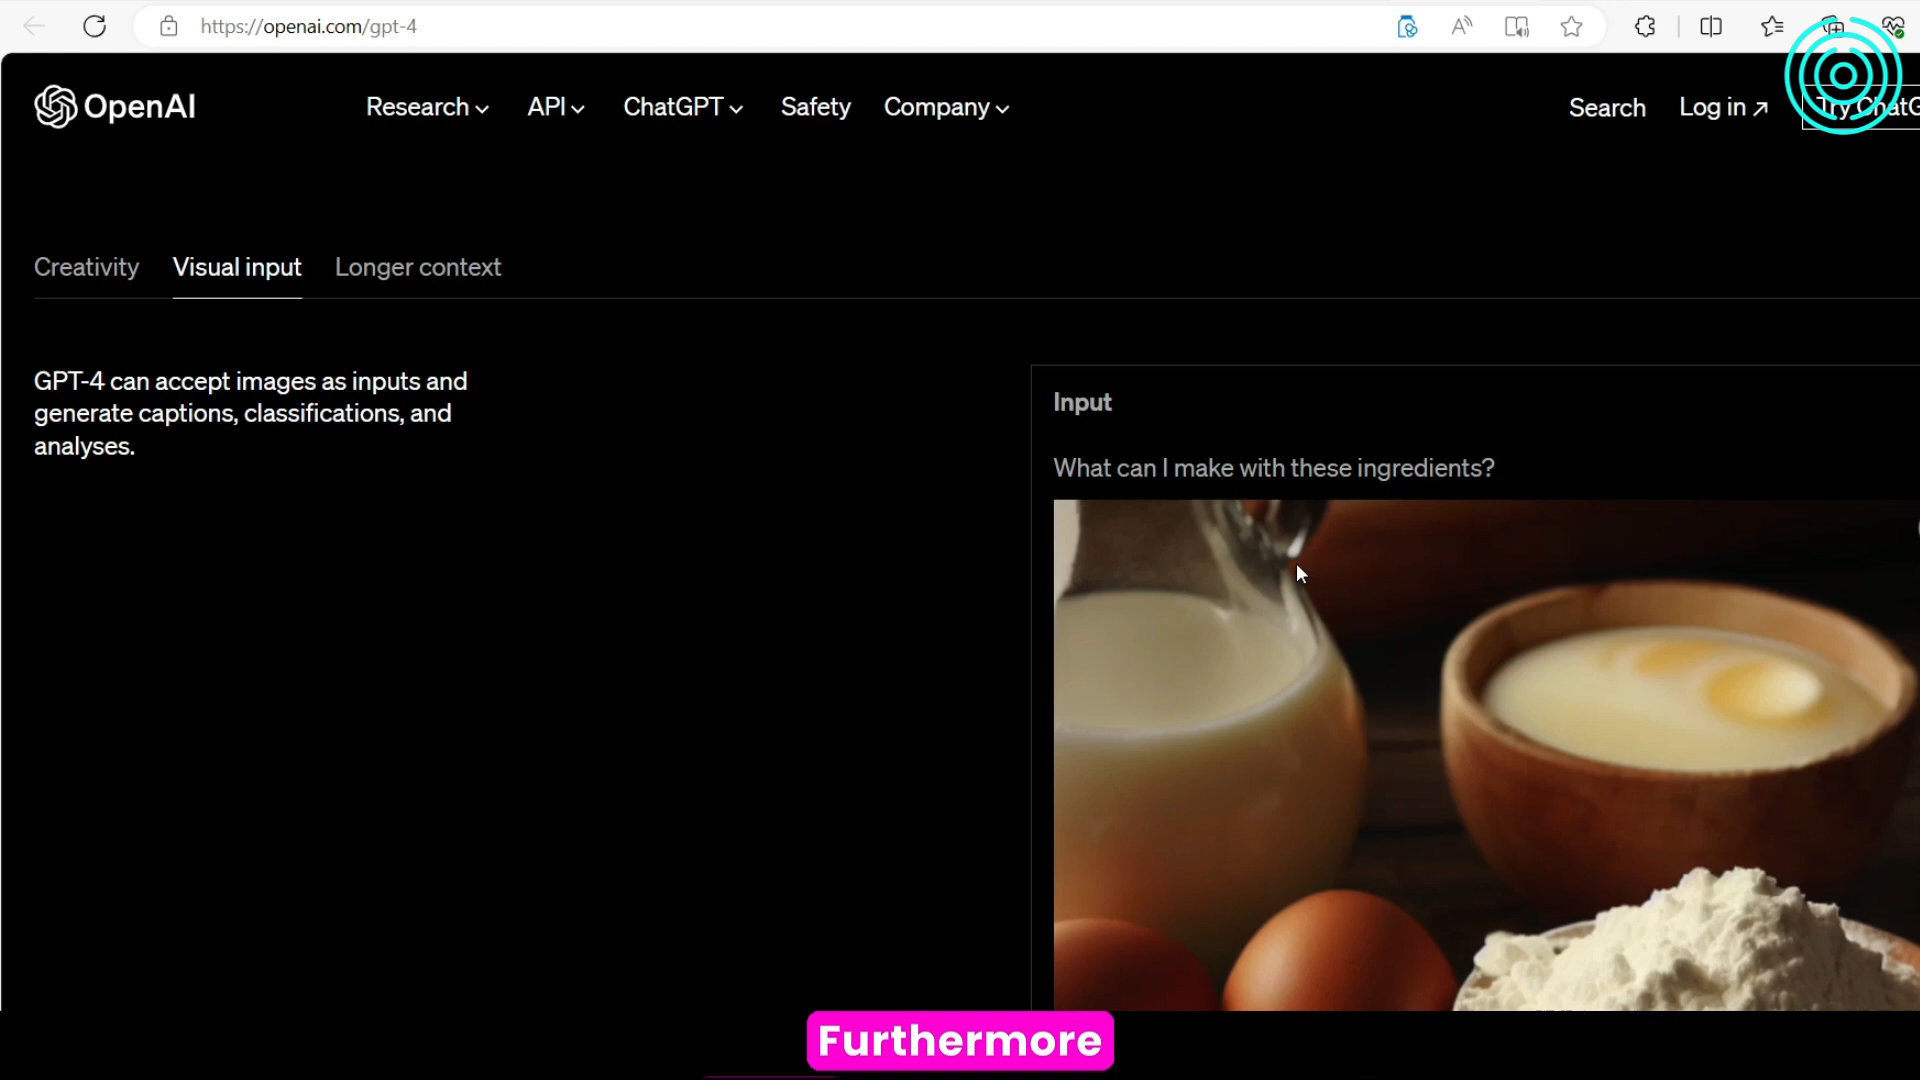 https://openai.com/gpt-4
OpenAI
Research
API
ChatGPT
Safety
Company
Search
Log in
Try
Creativity
Visual input
Longer context
GPT-4 can accept images as inputs and
generate captions, classifications, and
analyses.
Input
What can I make with these ingredients?
Furthermore